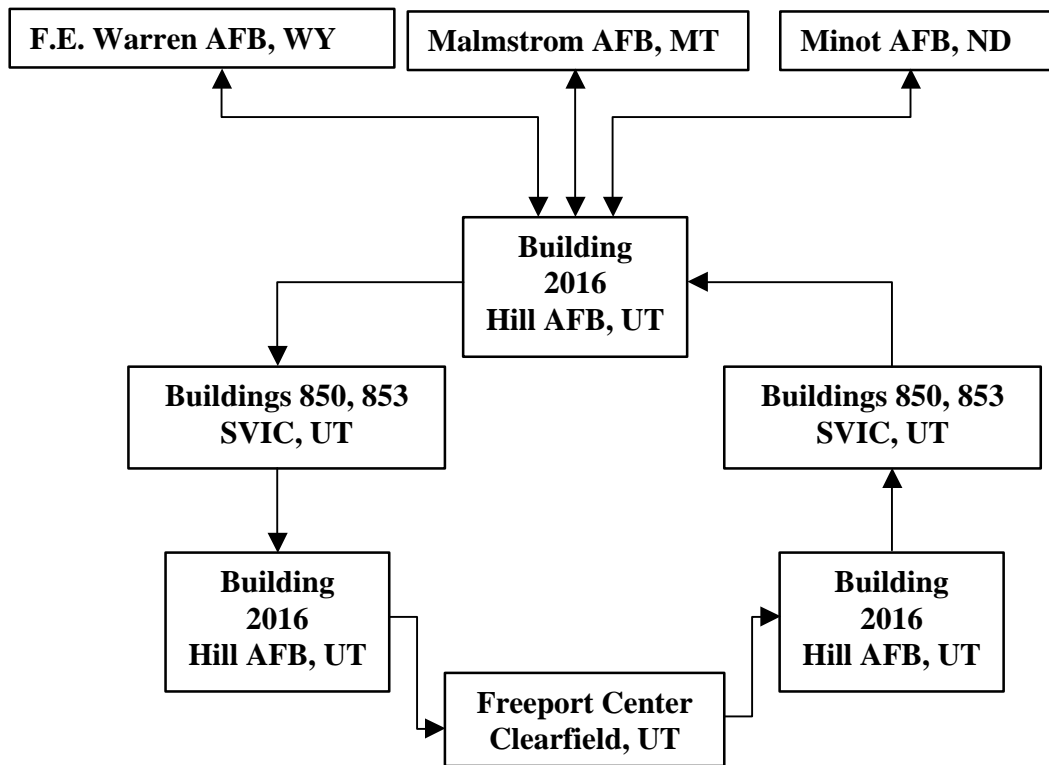 F.E. Warren AFB, WY
Malmstrom AFB, MT
Minot AFB, ND
Building
2016
Hill AFB, UT
Buildings 850, 853
SVIC, UT
Buildings 850, 853
SVIC, UT
Building
2016
Hill AFB, UT
Building
2016
Hill AFB, UT
Freeport Center
Clearfield, UT